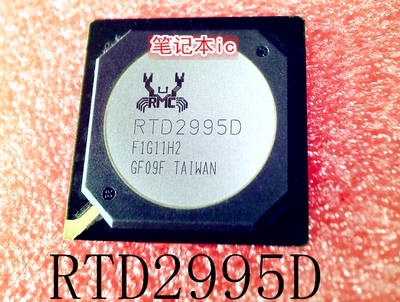 笔记本ic
RMC
RTD2995D
F1G11H2
GF09F TAIWAN
RTD2995D